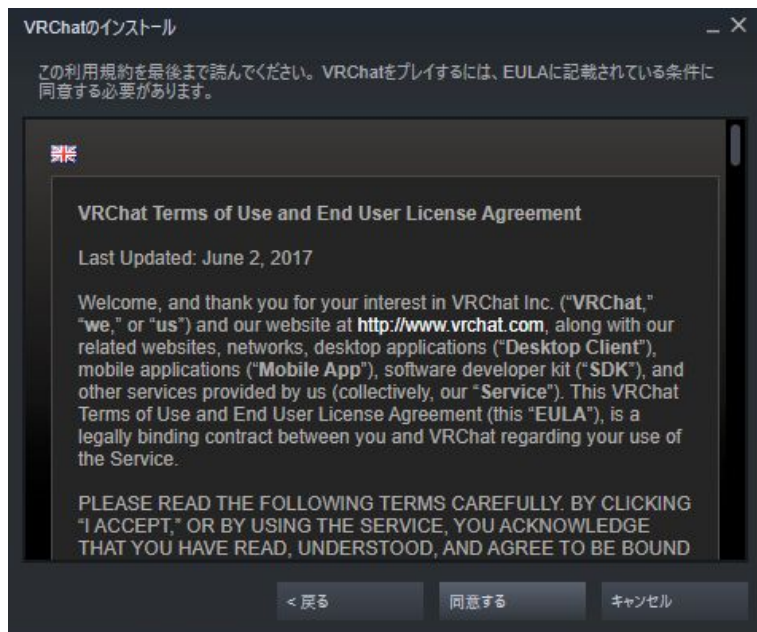 VRChatのインストール
この利用規約を最後まで読んでください。VRChatをプレイするには、EULAに記載されている条件に
同意する必要があります。
VRChat Terms of Use and End User License Agreement
Last Updated: June 2, 2017
Welcome, and thank you for your interest in VRChat Inc. (“VRChat,”
“we,” or “us”) and our website at http://www.vrchat.com, along with our
related websites, networks, desktop applications (“Desktop
Client”),
mobile applications (“Mobile App”), software developer kit (“SDK”), and
other services provided by us (collectively, our “Service”). This VRChat
Terms of Use and End User License Agreement (this “EULA”), is a
legally binding contract between you and VRChat regarding your use of
the Service.
PLEASE READ THE FOLLOWING TERMS CAREFULLY. BY CLICKING
“I ACCEPT,” OR BY USING THE SERVICE, YOU ACKNOWLEDGE
THAT YOU HAVE READ, UNDERSTOOD, AND AGREE TO BE BOUND
< 戻る
同意する
キャンセル